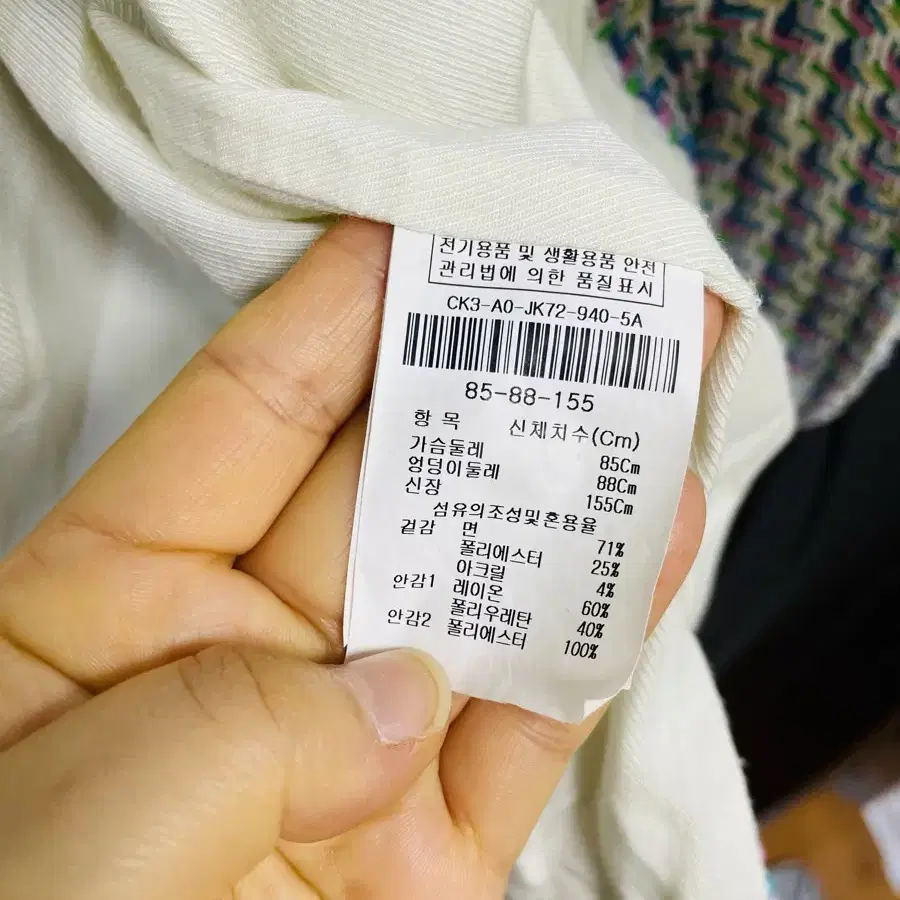 전기용품 및 생활용품 안전
관리법에 의한 품질표시
CK3-A0-JK72-940-5A
85-88-155
항 목 신체치수(Cm)
가슴둘레 85Cm
엉덩이둘레 88Cm
신장 155Cm
섬유의조성및혼용율
겉감 면 71%
폴리에스터 25%
아크릴 4%
안감1 레이온 60%
폴리우레탄 40%
안감2 폴리에스터 100%